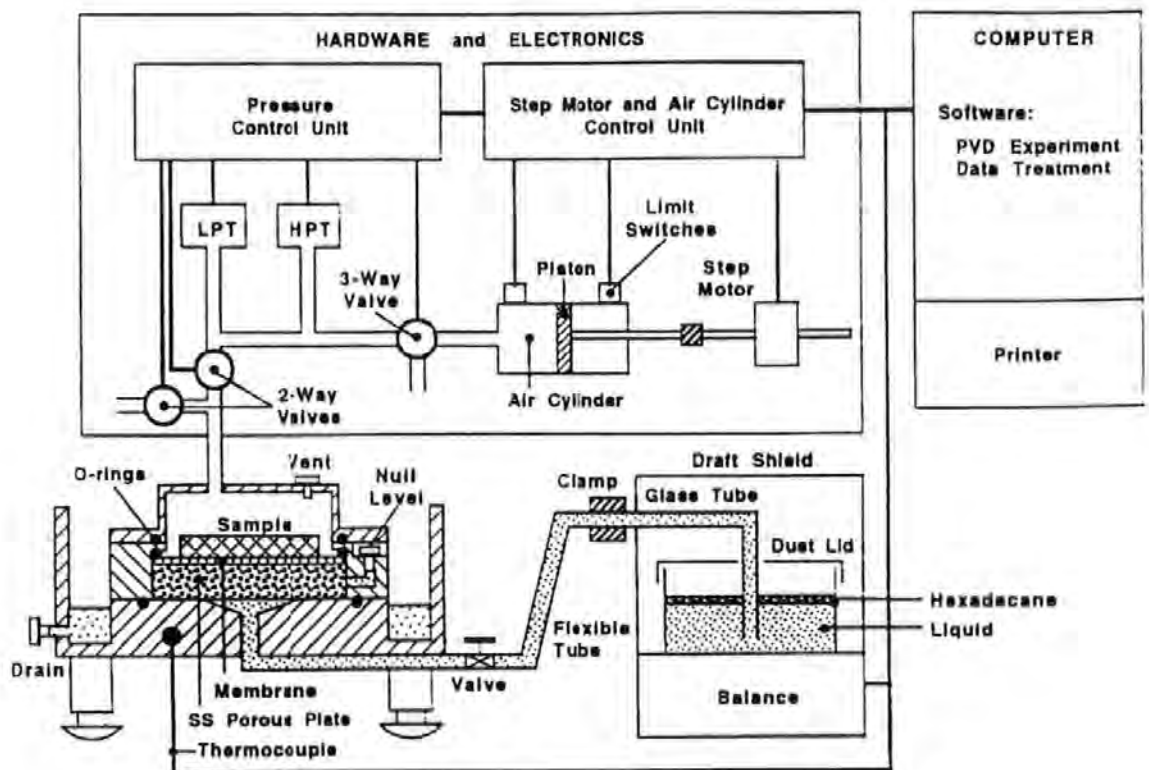 HARDWARE and ELECTRONICS
Pressure
Control Unit
Step Motor and Air Cylinder
Control Unit
COMPUTER
Software:
PVD Experiment
Data Treatment
Printer
LPT
HPT
3-Way
Valve
Piston
Limit
Switches
Step
Motor
2-Way
Valves
Air Cylinder
O-rings
Vent
Null
Level
Sample
Clamp
Draft Shield
Glass Tube
Dust Lid
Hexadecane
Liquid
Flexible
Tube
Drain
Valve
Balance
Membrane
SS Porous Plate
Thermocouple